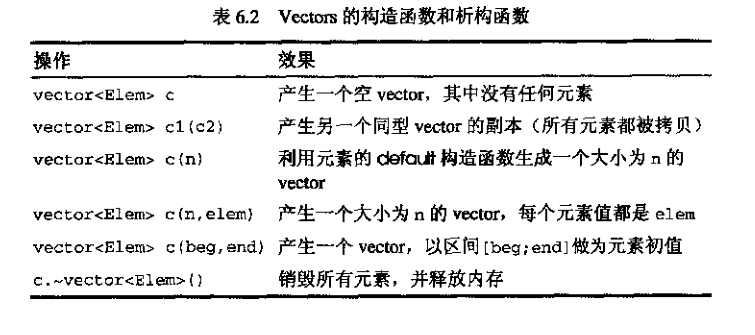 表 6.2 Vectors 的构造函数和析构函数
操作 效果
vector<Elem> c 产生一个空 vector，其中没有任何元素
vector<Elem> c1(c2) 产生另一个同型 vector 的副本（所有元素都被拷贝）
vector<Elem> c(n) 利用元素的 default 构造函数生成一个大小为 n 的
vector
vector<Elem> c(n,elem) 产生一个大小为 n 的 vector，每个元素值都是 elem
vector<Elem> c(beg,end) 产生一个 vector，以区间[beg;end]做为元素初值
c.~vector<Elem>() 销毁所有元素，并释放内存